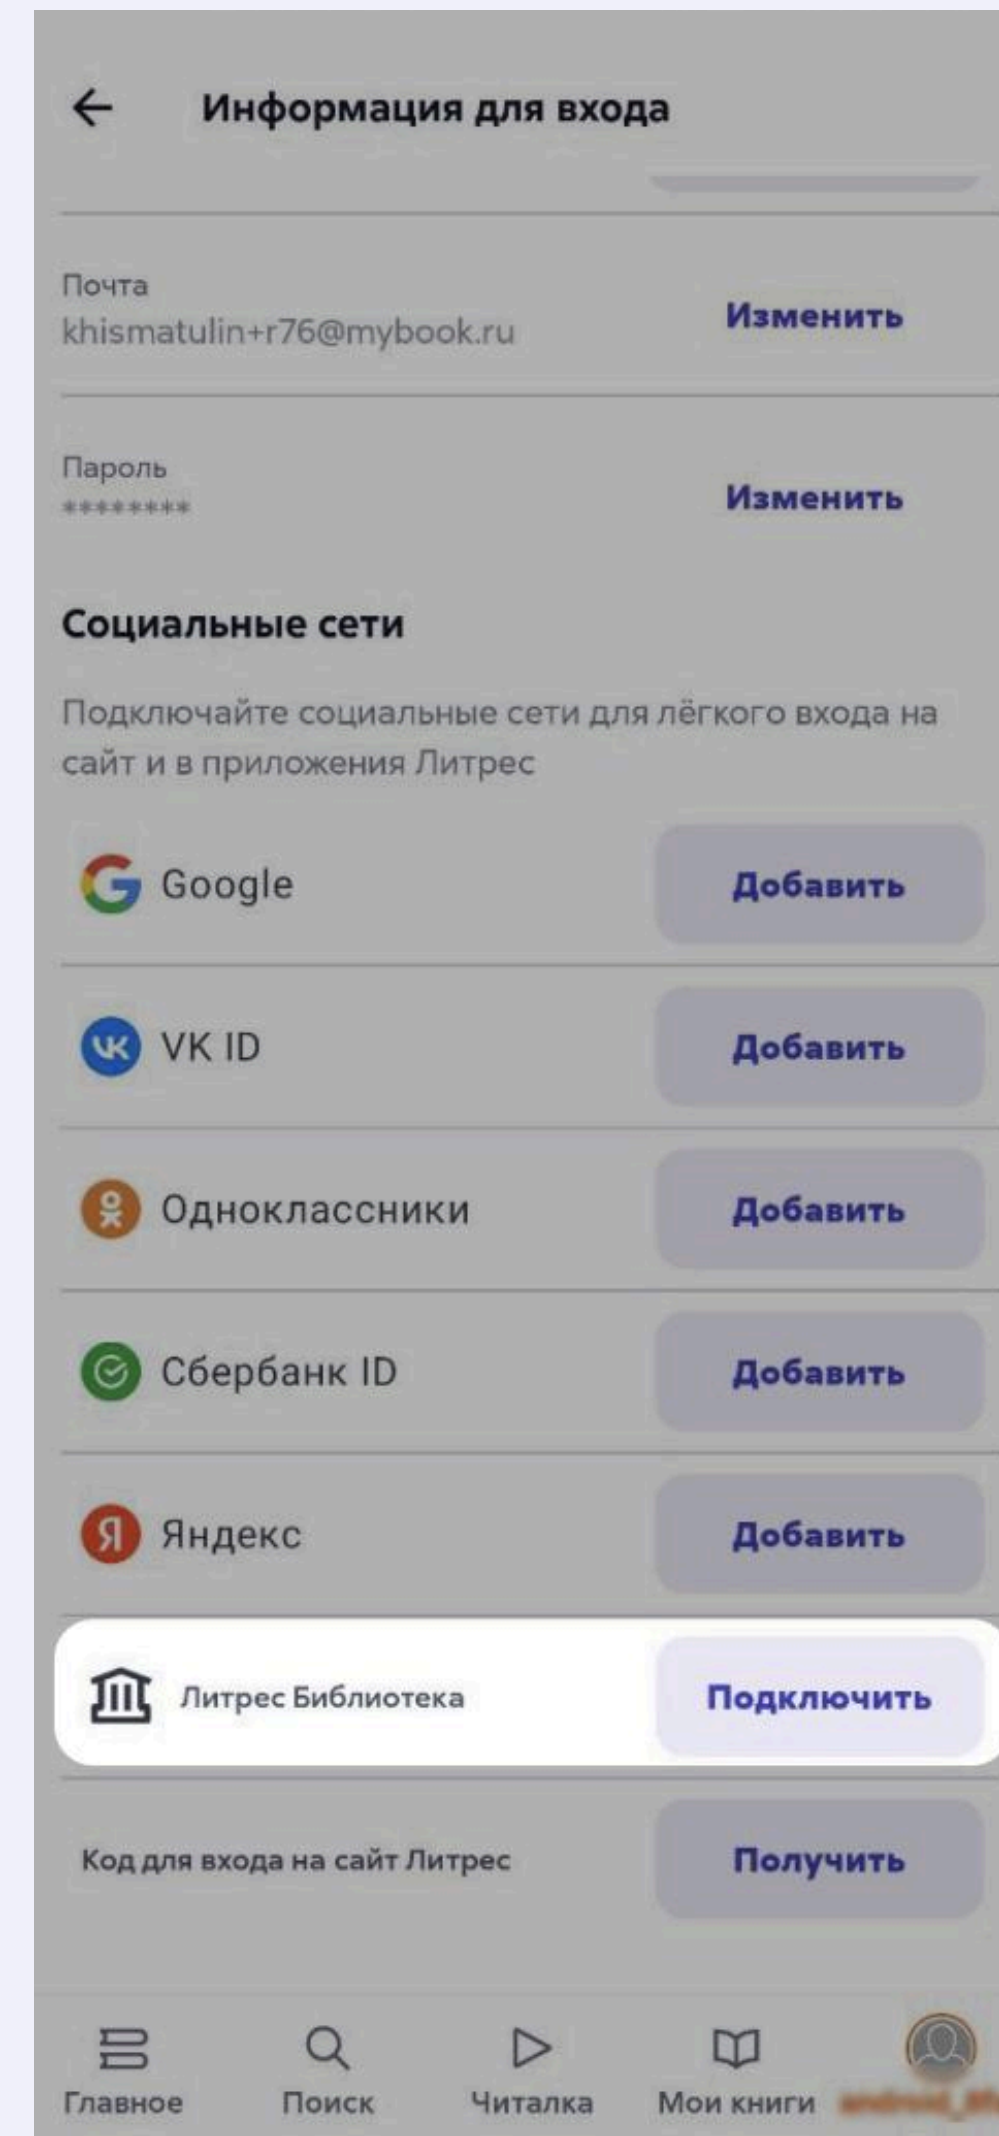 Информация для входа
Почта
khismatulin+r76@mybook.ru
Изменить
Пароль
********
Изменить
Социальные сети
Подключайте социальные сети для лёгкого входа на
сайт и в приложения Литрес
Google
Добавить
VK ID
Добавить
Одноклассники
Добавить
Сбербанк ID
Добавить
Яндекс
Добавить
Литрес Библиотека
Подключить
Код для входа на сайт Литрес
Получить
Главное
Поиск
Читалка
Мои книги